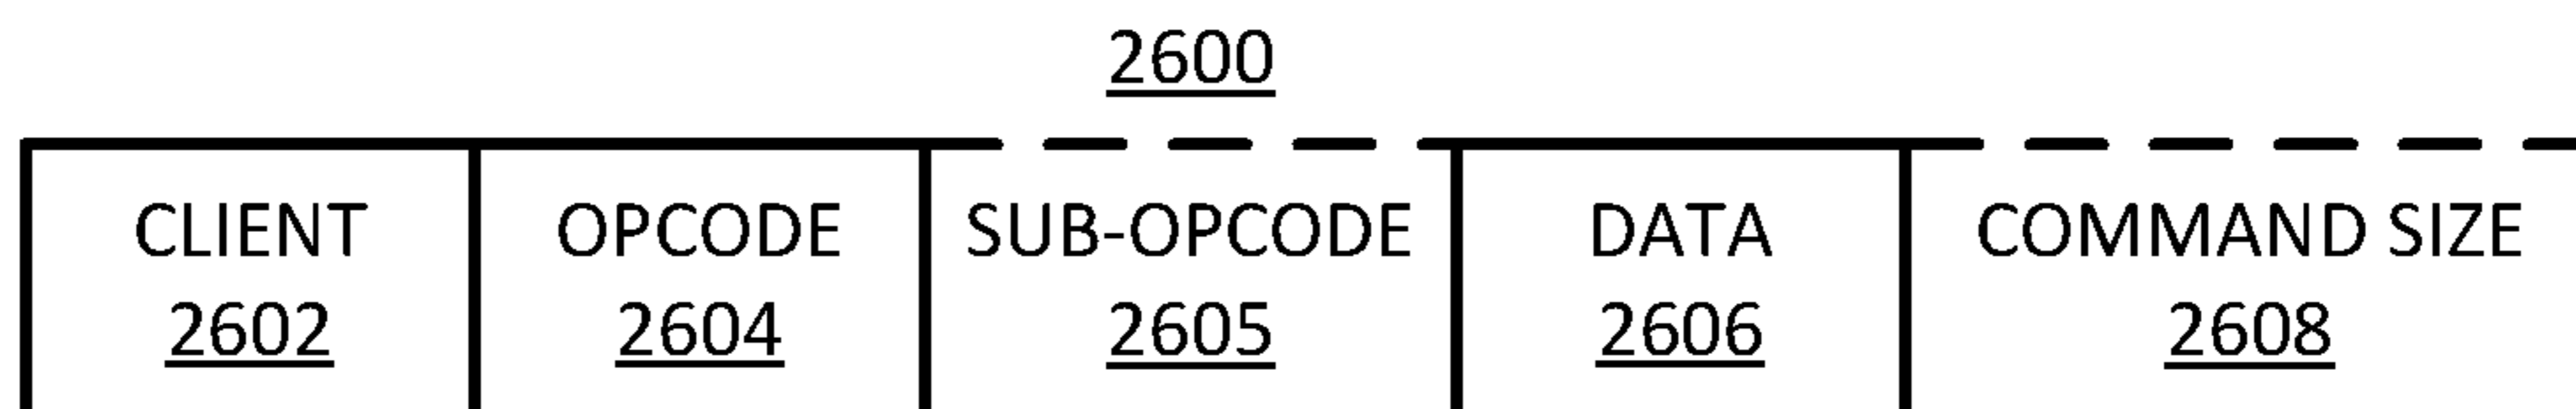 2600
CLIENT OPCODE SUB-OPCODE DATA COMMAND SIZE
2602 2604 2605 2606 2608